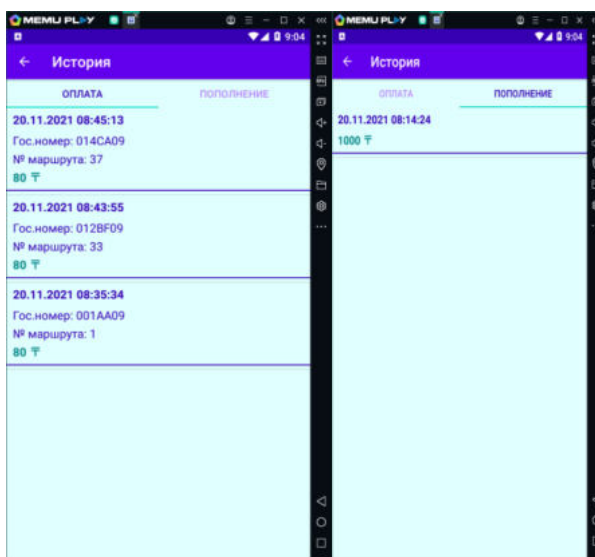 MEMU PLAY
9:04
История
ОПЛАТА
ПОПОЛНЕНИЕ
20.11.2021 08:45:13
Гос.номер: 014CA09
№ маршрута: 37
80 ₸
20.11.2021 08:43:55
Гос.номер: 012BF09
№ маршрута: 33
80 ₸
20.11.2021 08:35:34
Гос.номер: 001AA09
№ маршрута: 1
80 ₸
MEMU PLAY
9:04
История
ОПЛАТА
ПОПОЛНЕНИЕ
20.11.2021 08:14:24
1000 ₸